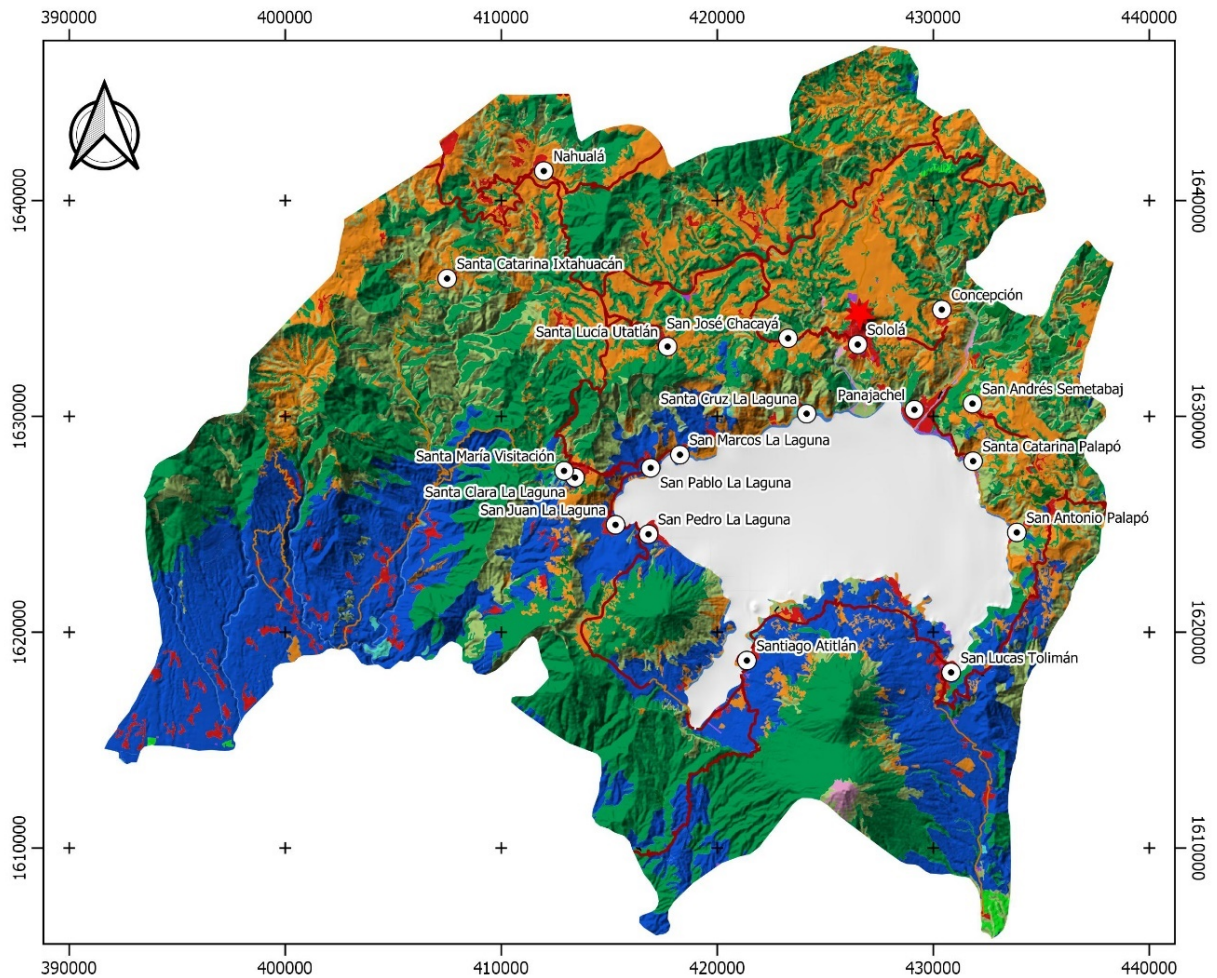 390000
400000
410000
420000
430000
440000
Nahualá
1640000
1640000
Santa Catarina Ixtahuacán
Concepción
Santa Lucía Utatlán
San José Chacayá
Sololá
San Andrés Semetabaj
Panajachel
Santa Cruz La Laguna
1630000
1630000
San Marcos La Laguna
Santa Catarina Palapó
Santa María Visitación
San Pablo La Laguna
Santa Clara La Laguna
San Juan La Laguna
San Pedro La Laguna
San Antonio Palapó
1620000
1620000
Santiago Atitlán
San Lucas Tolimán
1610000
1610000
390000
400000
410000
420000
430000
440000